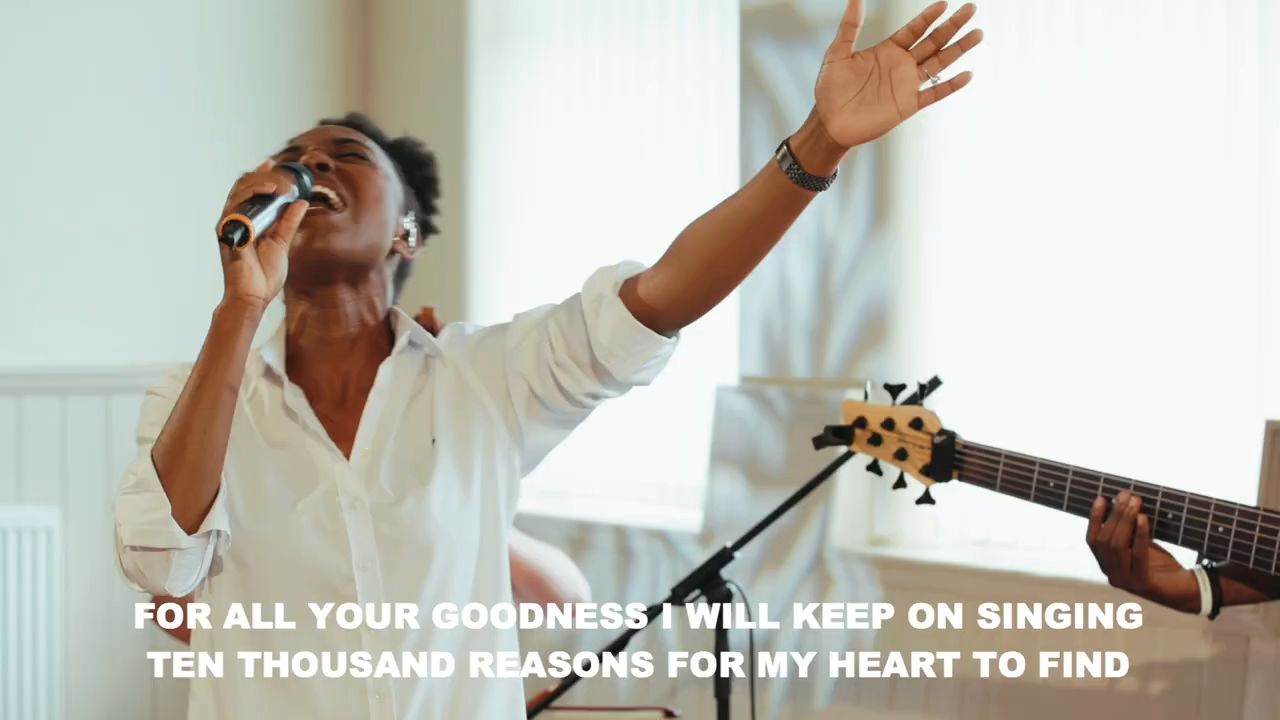 FOR ALL YOUR GOODNESS I WILL KEEP ON SINGING
TEN THOUSAND REASONS FOR MY HEART TO FIND